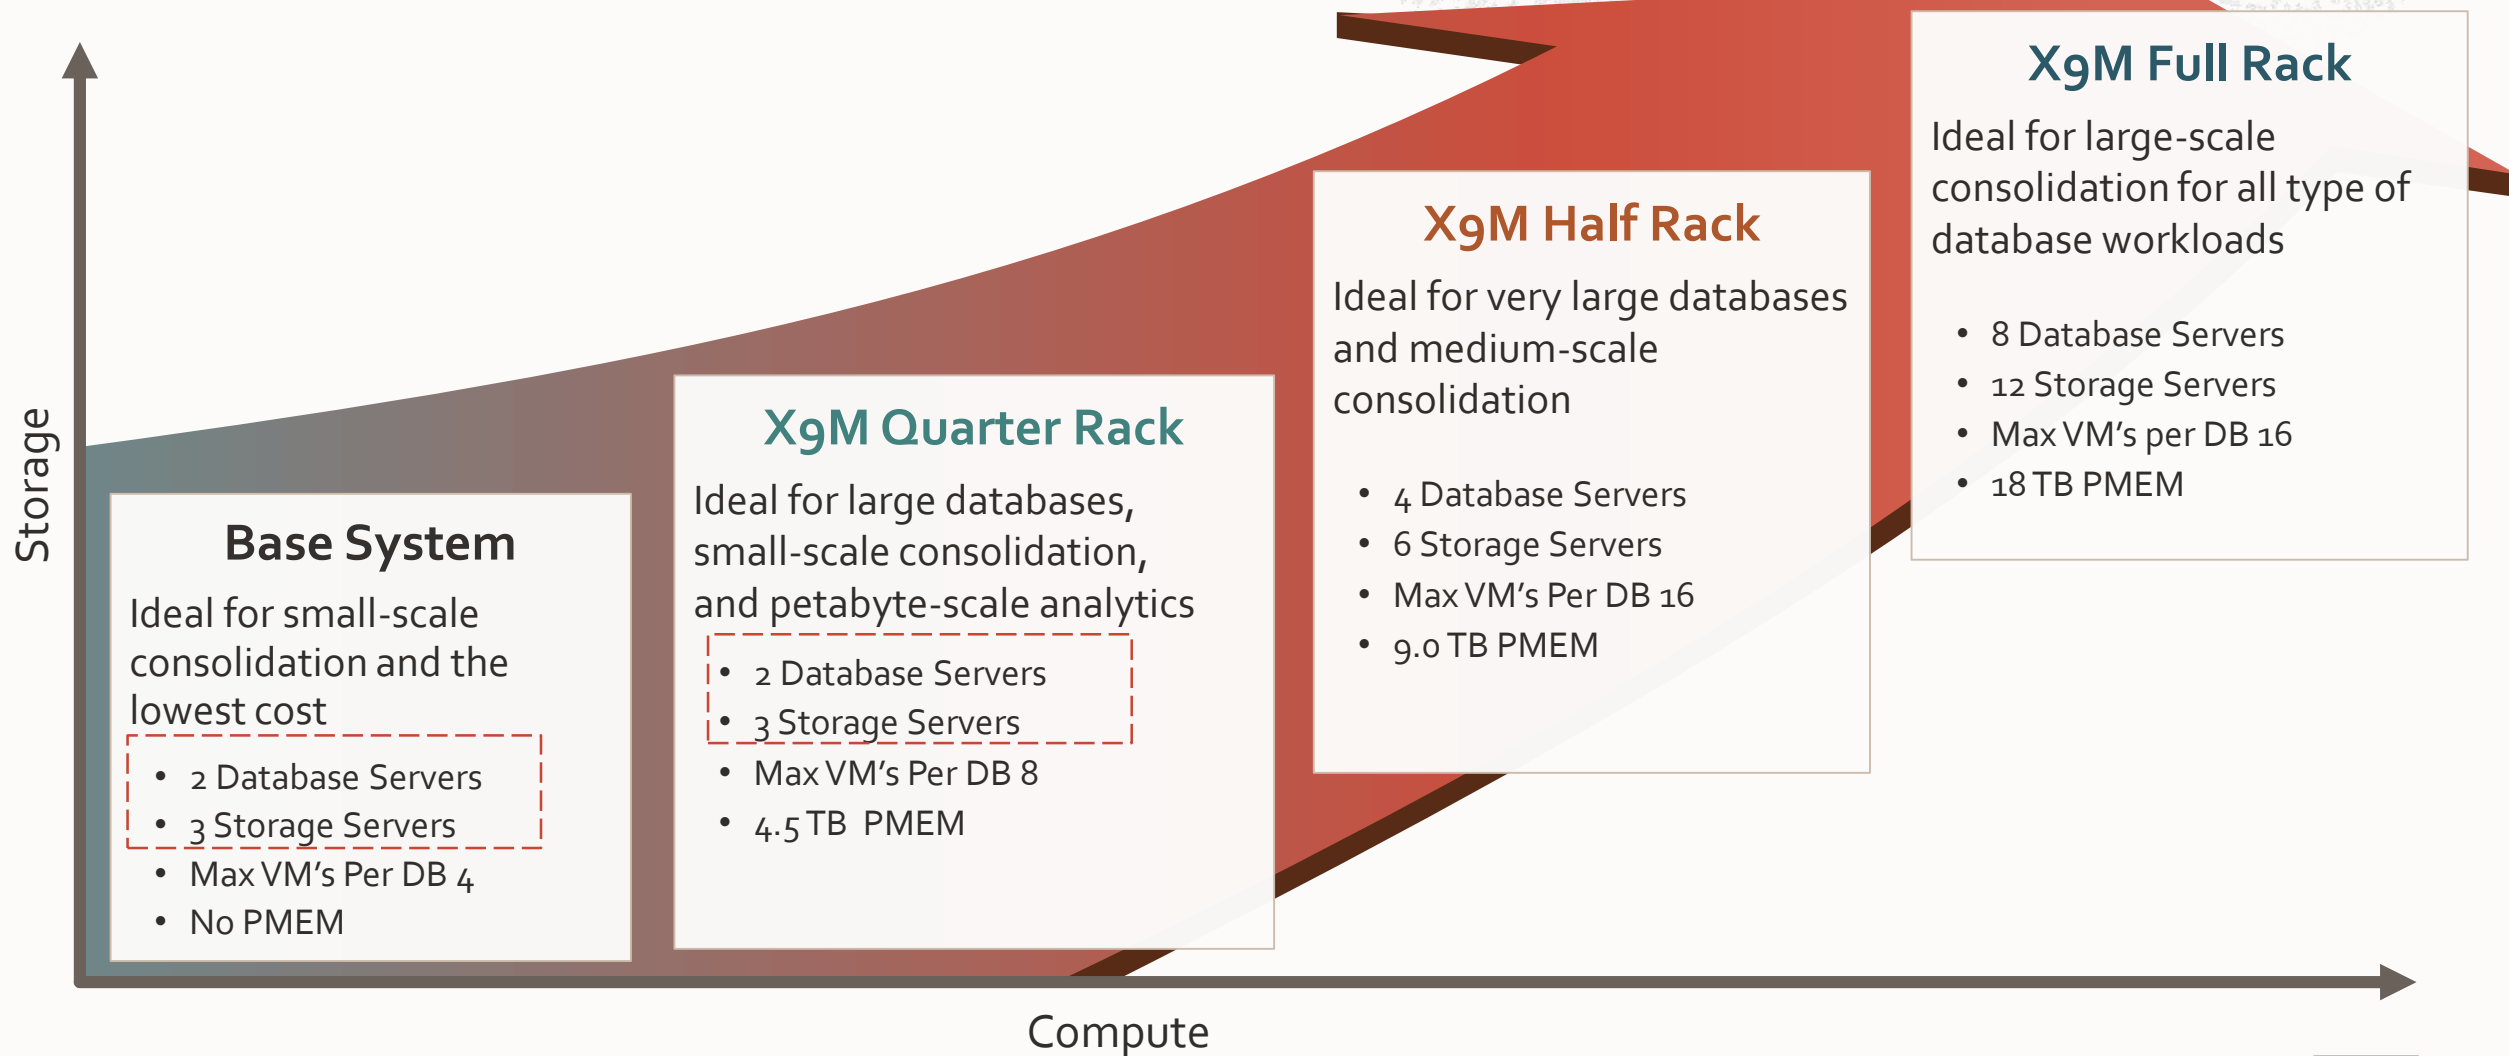 Storage
Base System
Ideal for small-scale
consolidation and the
lowest cost
• 2 Database Servers
• 3 Storage Servers
• Max VM's Per DB 4
• No PMEM
X9M Quarter Rack
Ideal for large databases,
small-scale consolidation,
and petabyte-scale analytics
• 2 Database Servers
• 3 Storage Servers
• Max VM's Per DB 8
• 4.5 TB PMEM
X9M Half Rack
Ideal for very large databases
and medium-scale
consolidation
• 4 Database Servers
• 6 Storage Servers
• Max VM's Per DB 16
• 9.0 TB PMEM
X9M Full Rack
Ideal for large-scale
consolidation for all type of
database workloads
• 8 Database Servers
• 12 Storage Servers
• Max VM's per DB 16
• 18 TB PMEM
Compute